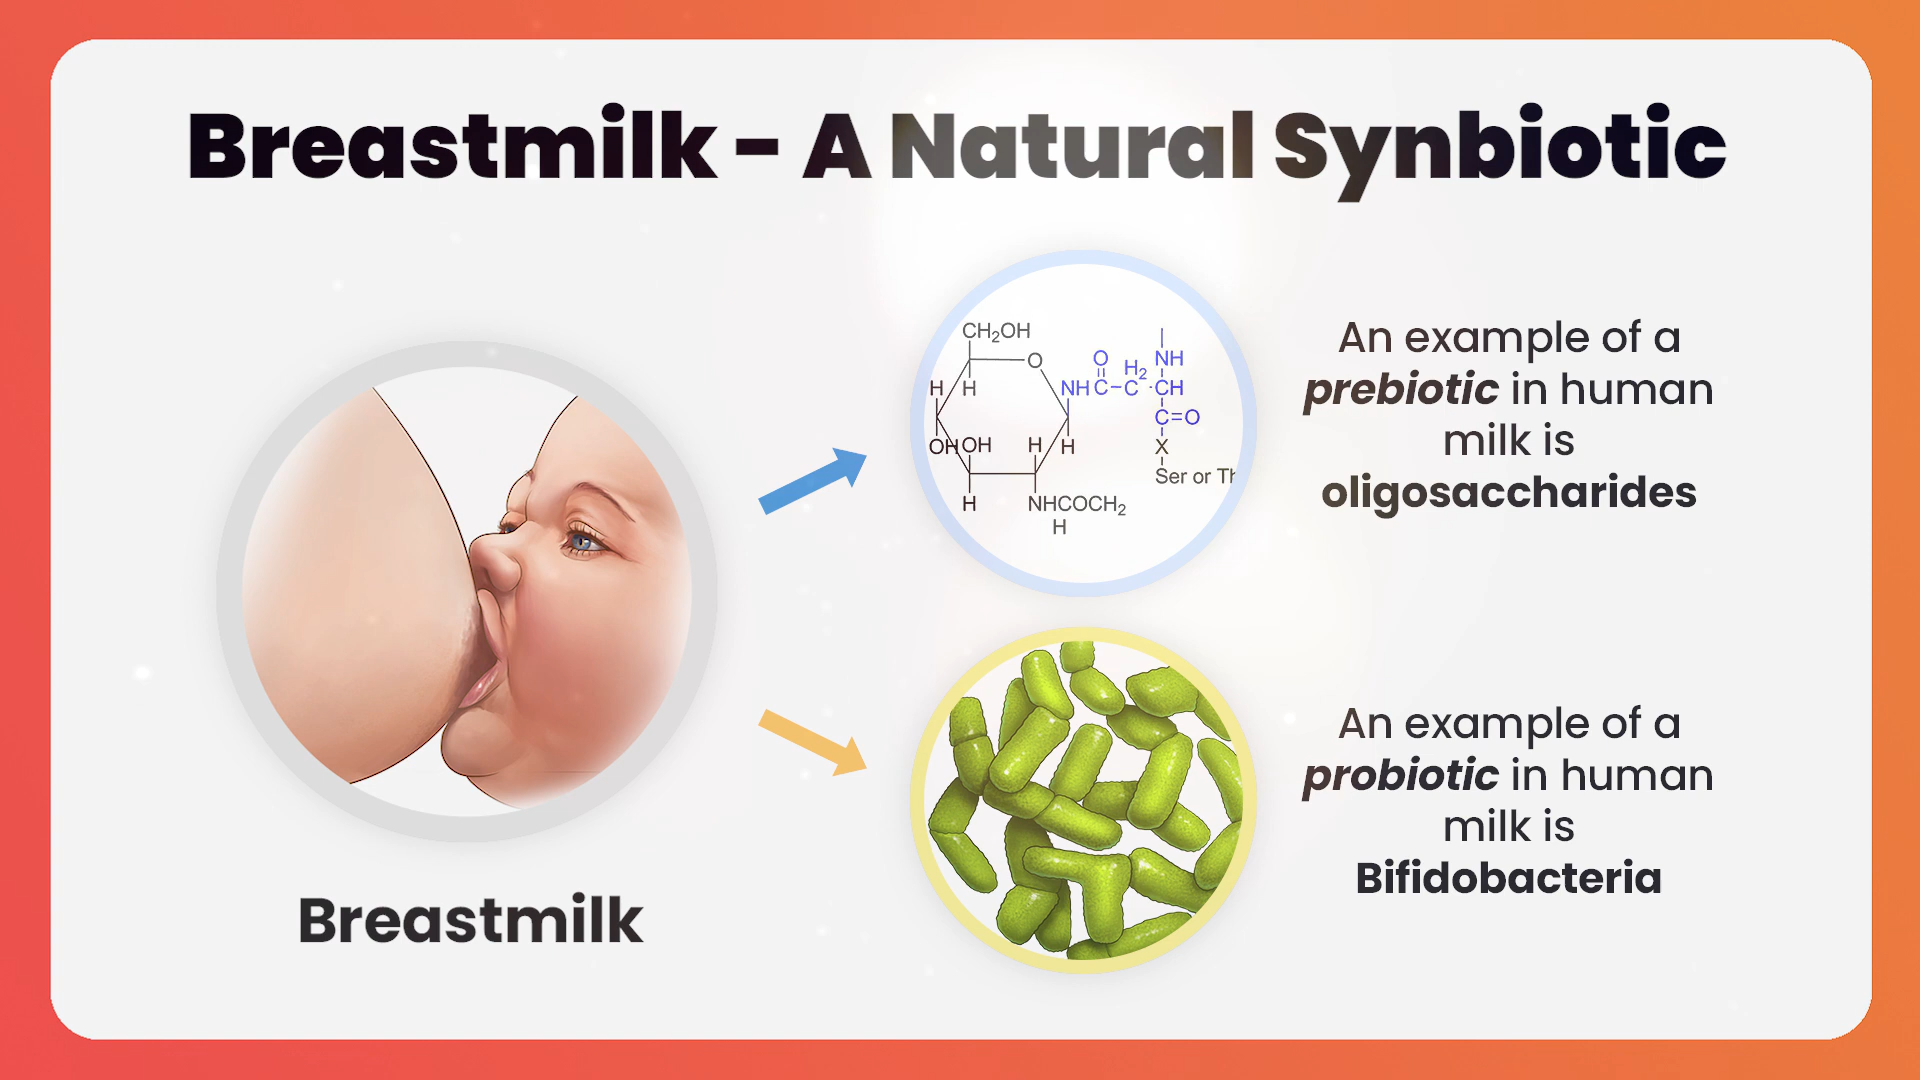 Breastmilk - A Natural Synbiotic
CH2OH
O
H
H
OH
OH
H
H
H
NHCOCH2
H
NH
O
C
H2
C
NH
CH
C=O
X
Ser or Th
An example of a
prebiotic in human
milk is
oligosaccharides
An example of a
probiotic in human
milk is
Bifidobacteria
Breastmilk